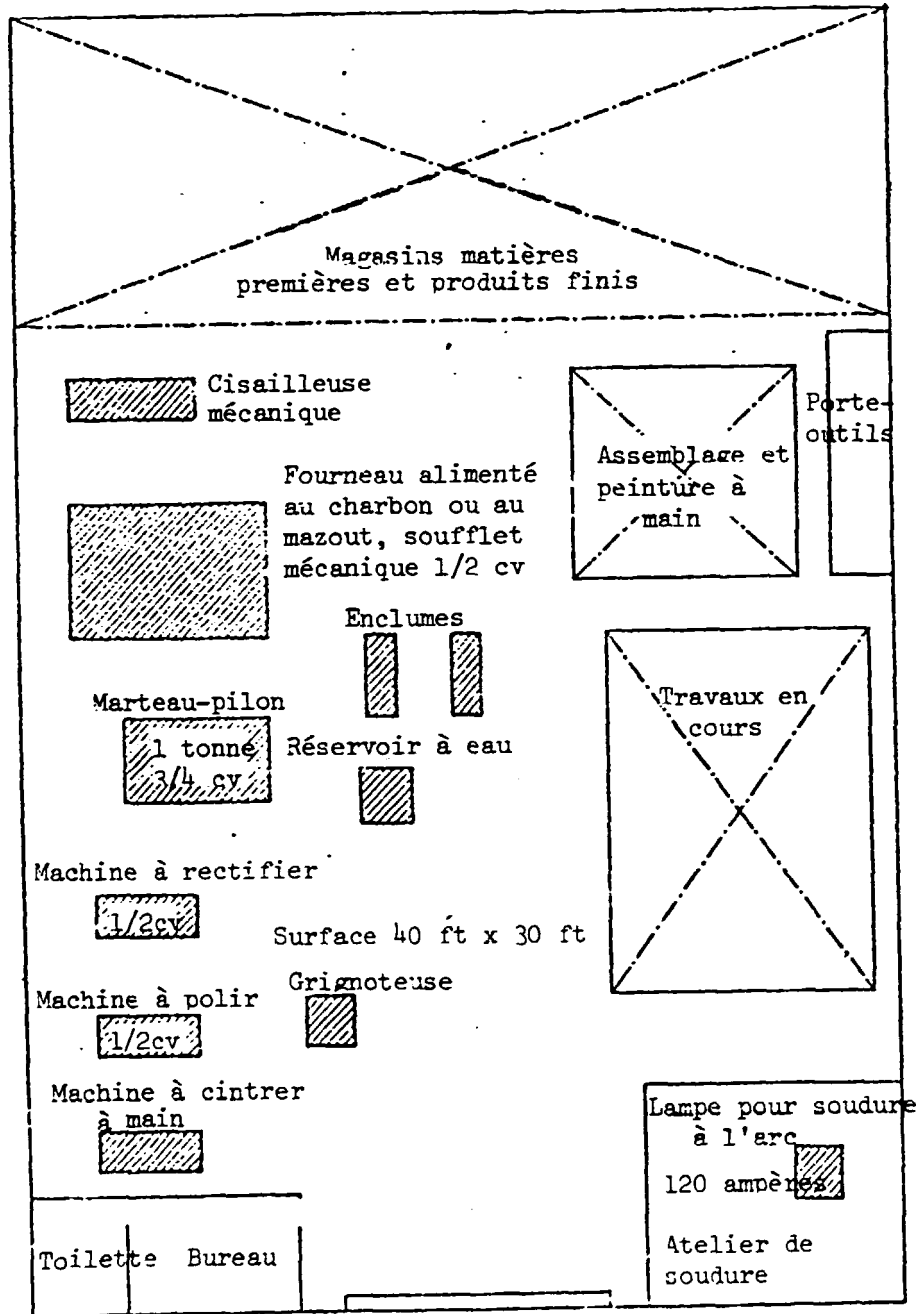 Magasins matières
premières et produits finis
Cisailleuse
mécanique
Porte-
outils
Assemblage et
peinture à
main
Fourneau alimenté
au charbon ou au
mazout, soufflet
mécanique 1/2 cv
Enclumes
Marteau-pilon
1 tonne
3/4 cv
Réservoir à eau
Travaux en
cours
Machine à rectifier
1/2cv
Surface 40 ft x 30 ft
Grignoteuse
Machine à polir
1/2cv
Machine à cintrer
à main
Lampe pour soudure
à l'arc
120 ampères
Atelier de
soudure
Toilette Bureau